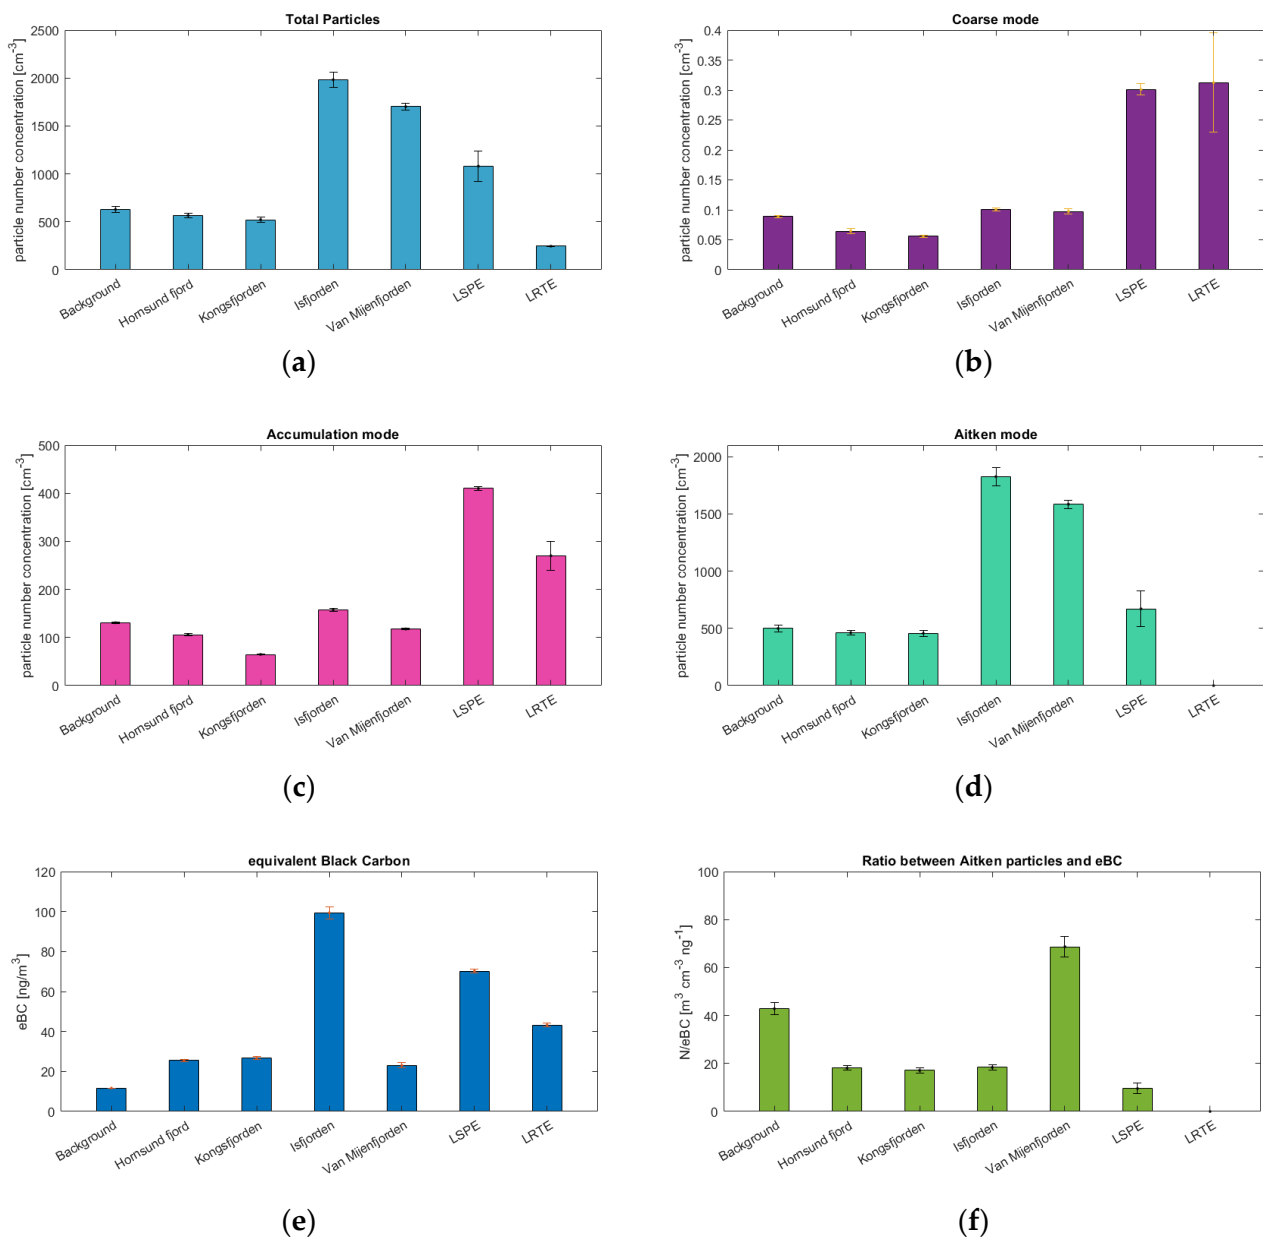 Total Particles
particle number concentration [cm⁻³]
2500
2000
1500
1000
500
0
Background
Hornsund fjord
Kongsfjorden
Isfjorden
Van Mijenfjorden
LSPE
LRTE
(a)
Coarse mode
particle number concentration [cm⁻³]
0.4
0.35
0.3
0.25
0.2
0.15
0.1
0.05
0
Background
Hornsund fjord
Kongsfjorden
Isfjorden
Van Mijenfjorden
LSPE
LRTE
(b)
Accumulation mode
particle number concentration [cm⁻³]
500
400
300
200
100
0
Background
Hornsund fjord
Kongsfjorden
Isfjorden
Van Mijenfjorden
LSPE
LRTE
(c)
Aitken mode
particle number concentration [cm⁻³]
2000
1500
1000
500
0
Background
Hornsund fjord
Kongsfjorden
Isfjorden
Van Mijenfjorden
LSPE
LRTE
(d)
equivalent Black Carbon
eBC [ng/m³]
120
100
80
60
40
20
0
Background
Hornsund fjord
Kongsfjorden
Isfjorden
Van Mijenfjorden
LSPE
LRTE
(e)
Ratio between Aitken particles and eBC
N/eBC [m³ cm⁻³ ng⁻¹]
100
80
60
40
20
0
Background
Hornsund fjord
Kongsfjorden
Isfjorden
Van Mijenfjorden
LSPE
LRTE
(f)